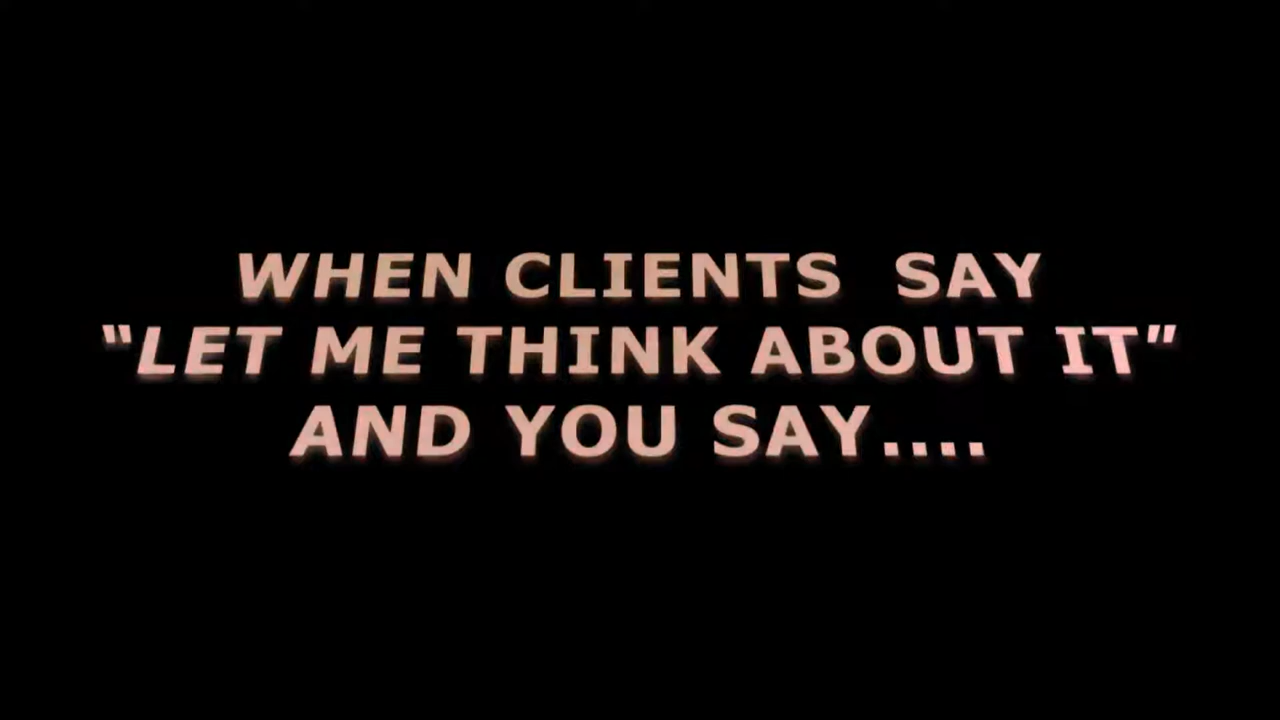 WHEN CLIENTS  SAY
“LET ME THINK ABOUT IT”
AND YOU SAY....